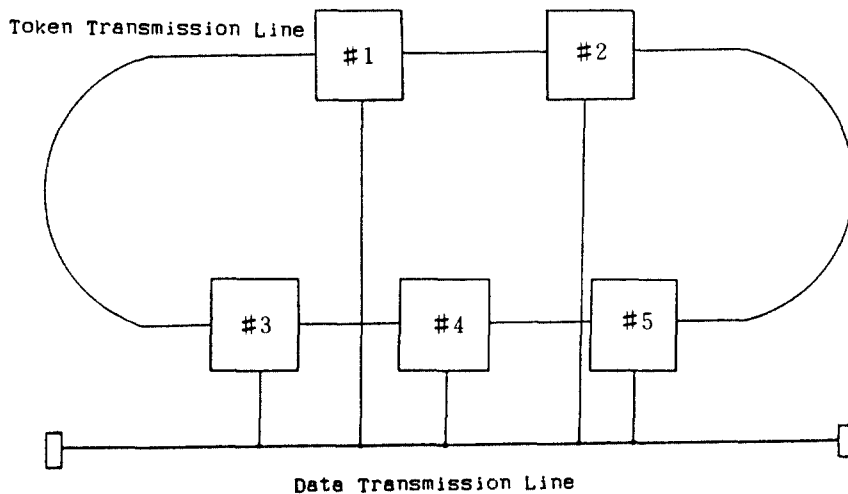 Token Transmission Line
#1
#2
#3
#4
#5
Data Transmission Line